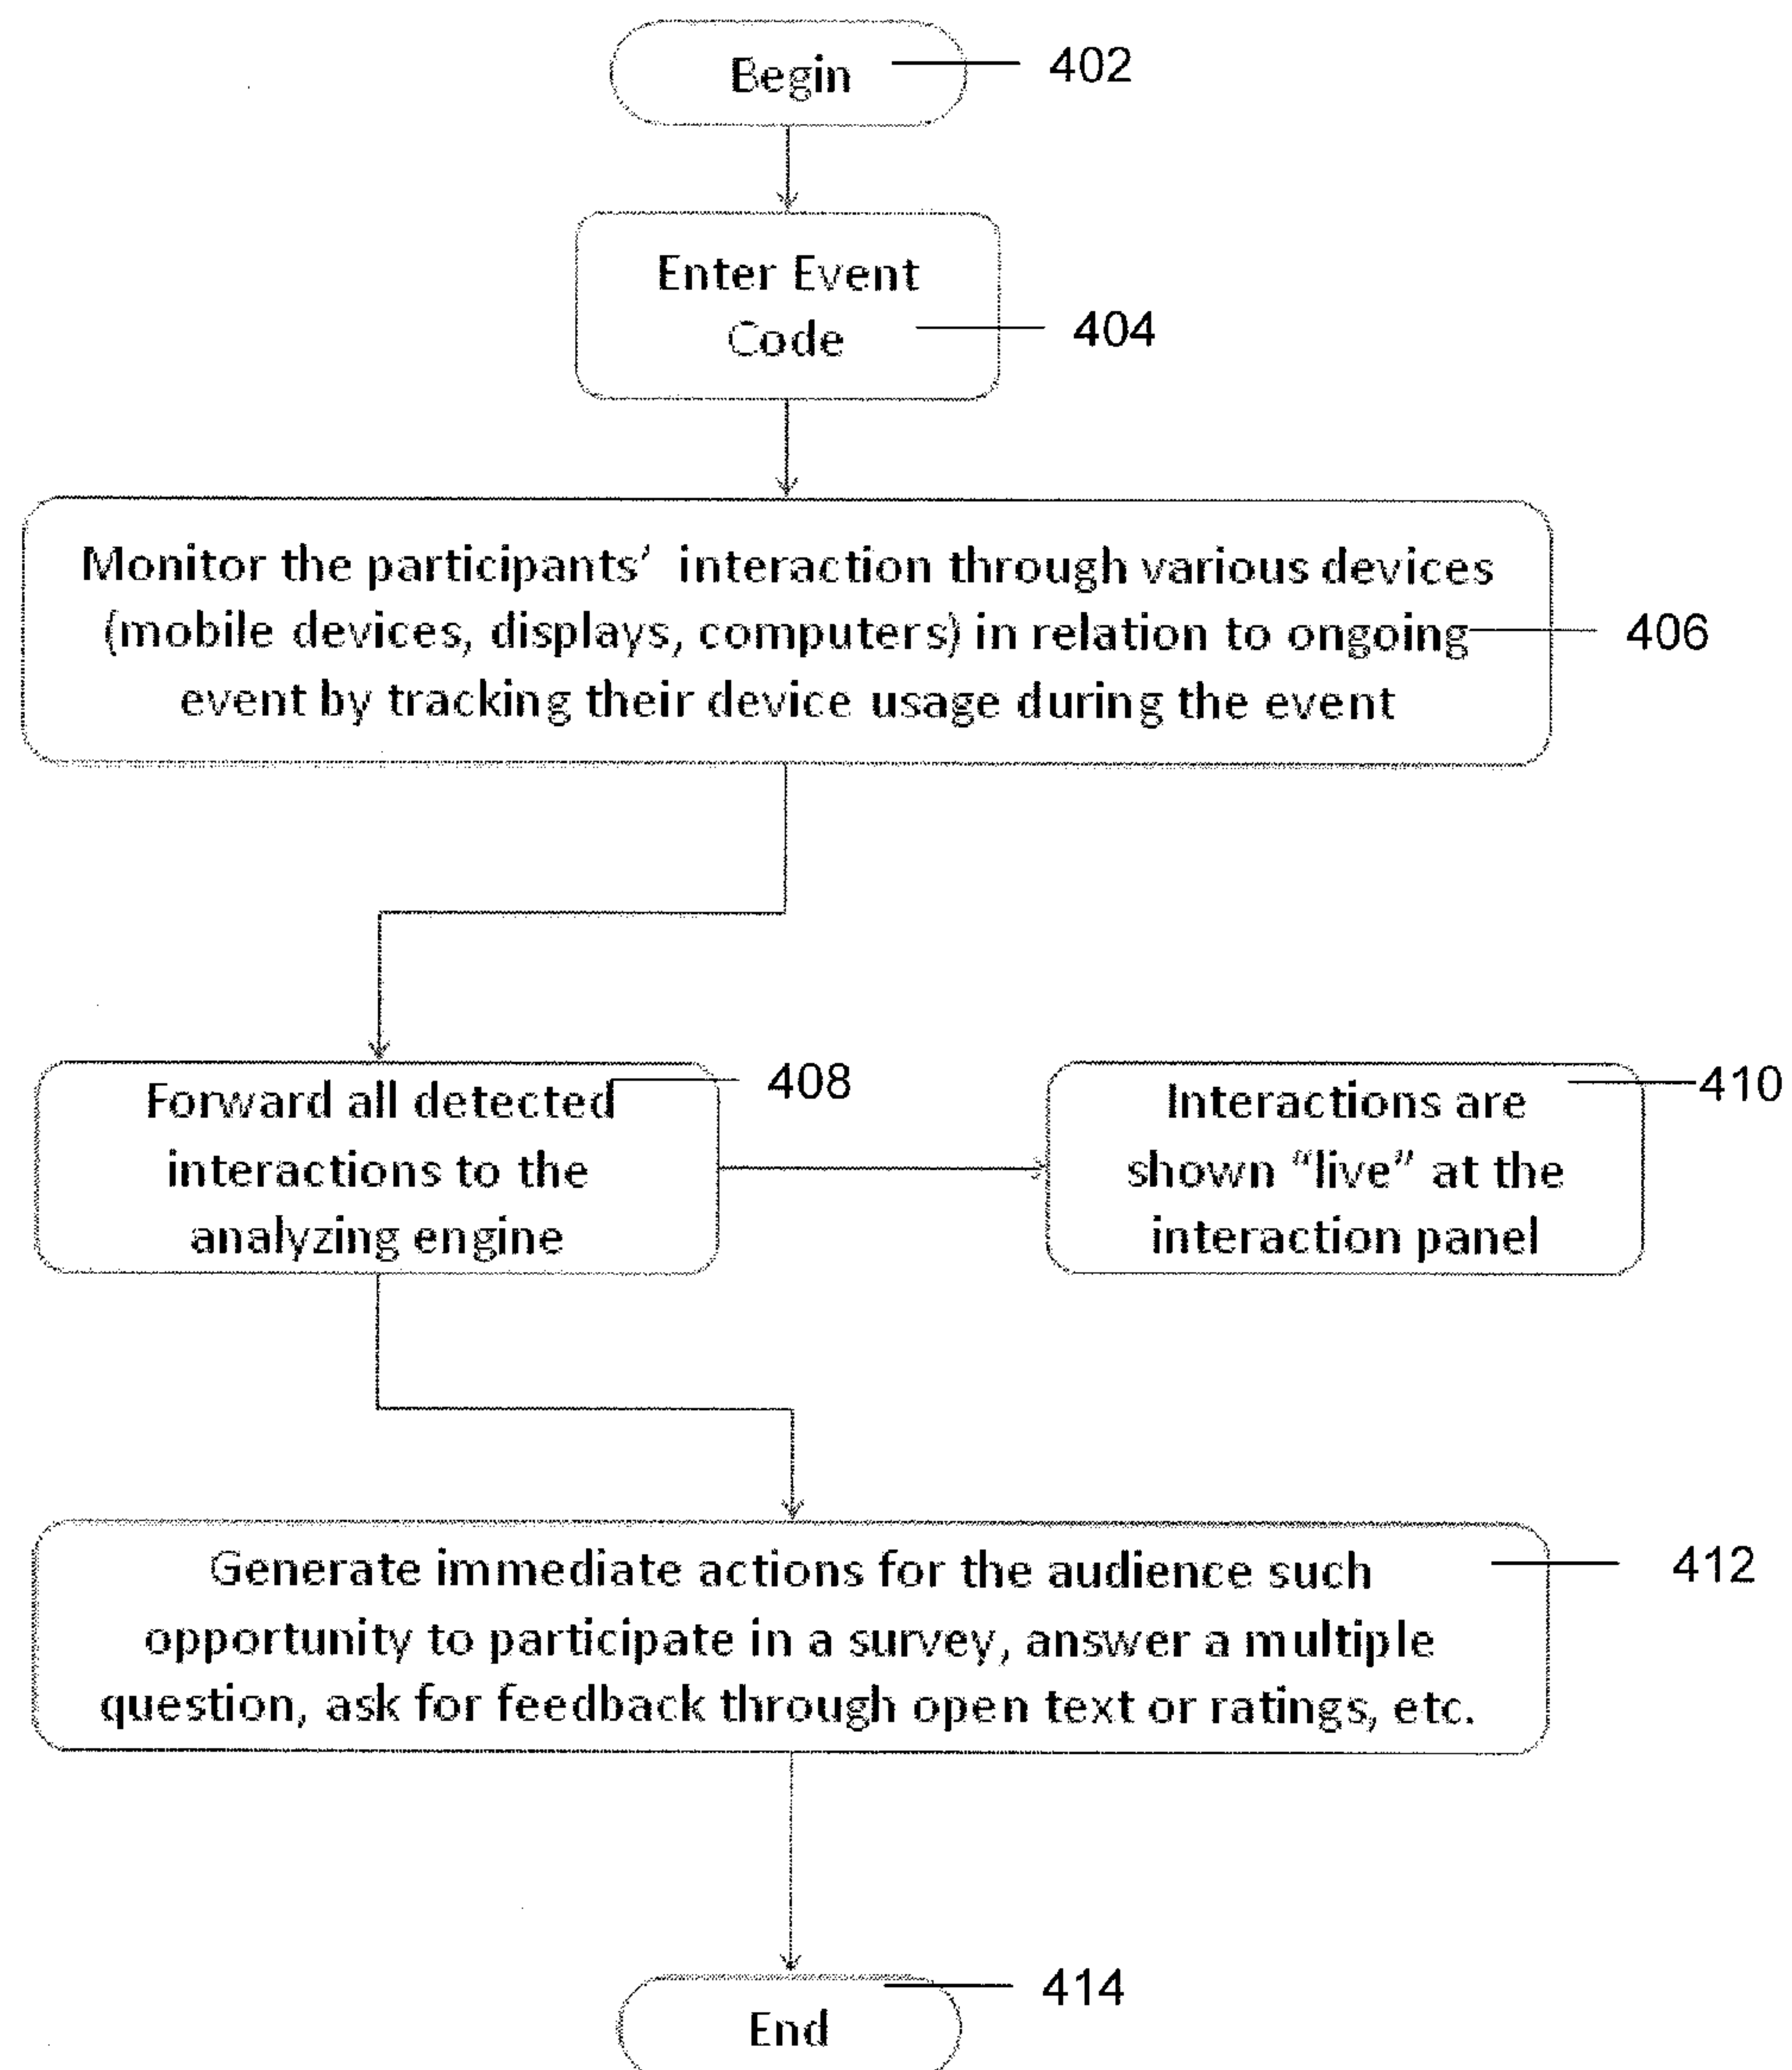 Begin
402
Enter Event
Code
404
Monitor the participants’ interaction through various devices
(mobile devices, displays, computers) in relation to ongoing
event by tracking their device usage during the event
406
Forward all detected
interactions to the
analyzing engine
408
Interactions are
shown “live” at the
interaction panel
410
Generate immediate actions for the audience such
opportunity to participate in a survey, answer a multiple
question, ask for feedback through open text or ratings, etc.
412
End
414